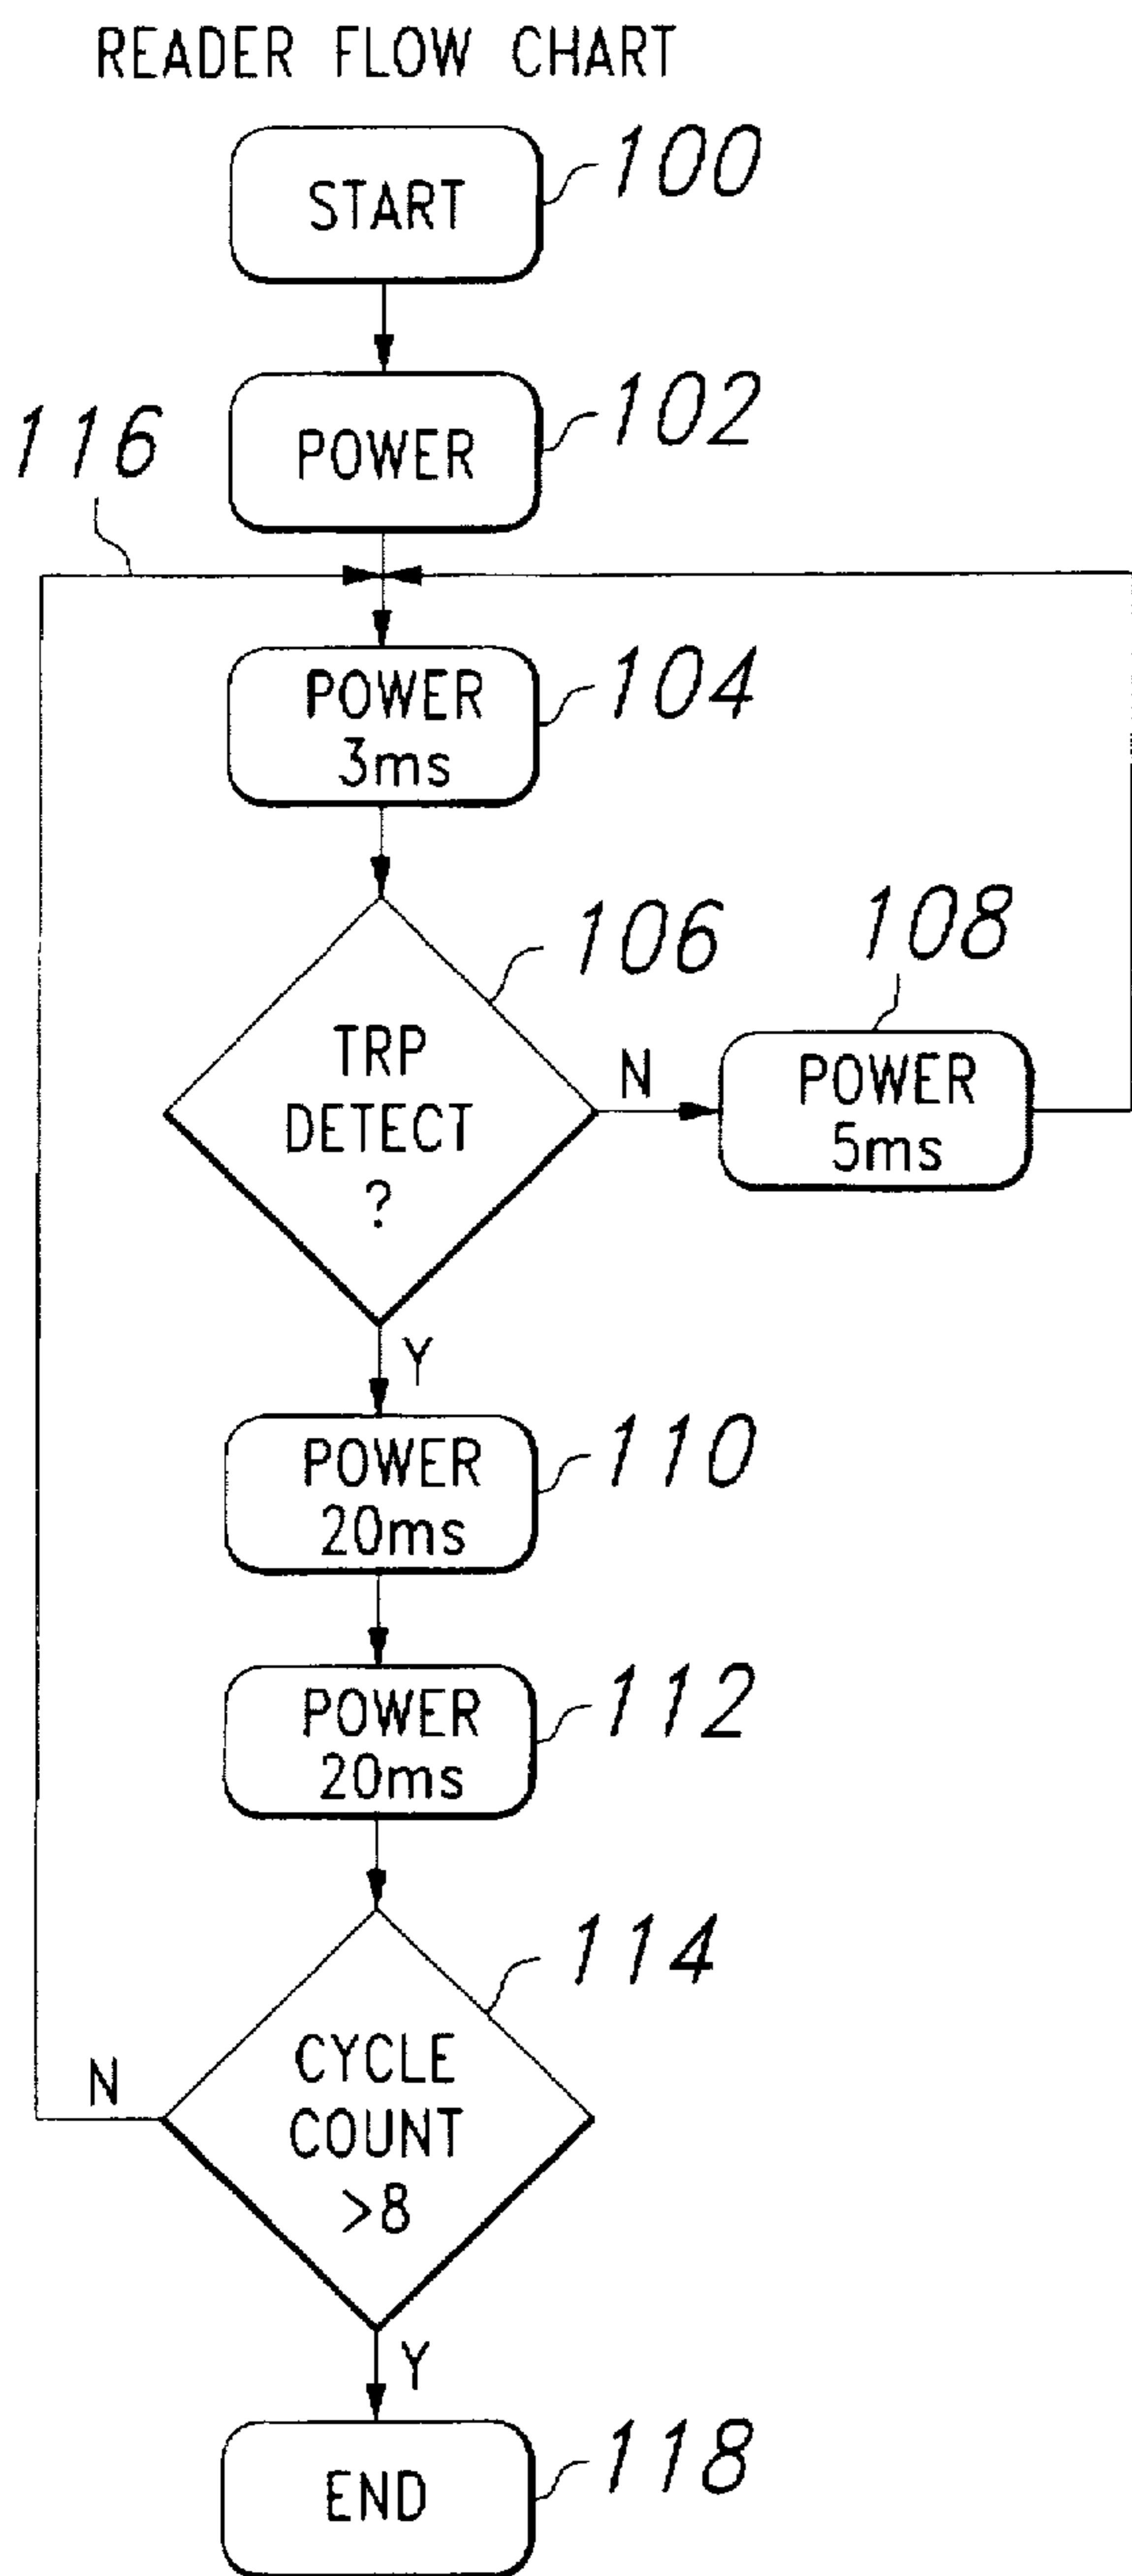 READER FLOW CHART
START
100
POWER
102
116
POWER
3ms
104
TRP
DETECT
?
106
N
POWER
5ms
108
Y
POWER
20ms
110
POWER
20ms
112
CYCLE
COUNT
>8
114
N
Y
END
118